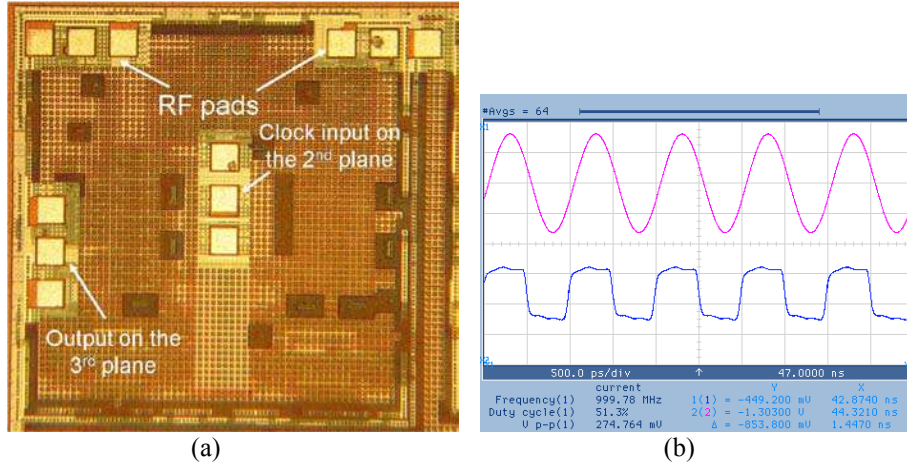 RF pads
Clock input on
the 2nd plane
Output on the
3rd plane
(a)
#Avgs = 64
500.0 ps/div
47.0000 ns
current Y X
Frequency(1) 999.78 MHz 1(1) = -449.200 mV 42.8740 ns
Duty cycle(1) 51.3% 2(2) = -1.30300 V 44.3210 ns
V p-p(1) 274.764 mV Δ = -853.800 mV 1.4470 ns
(b)